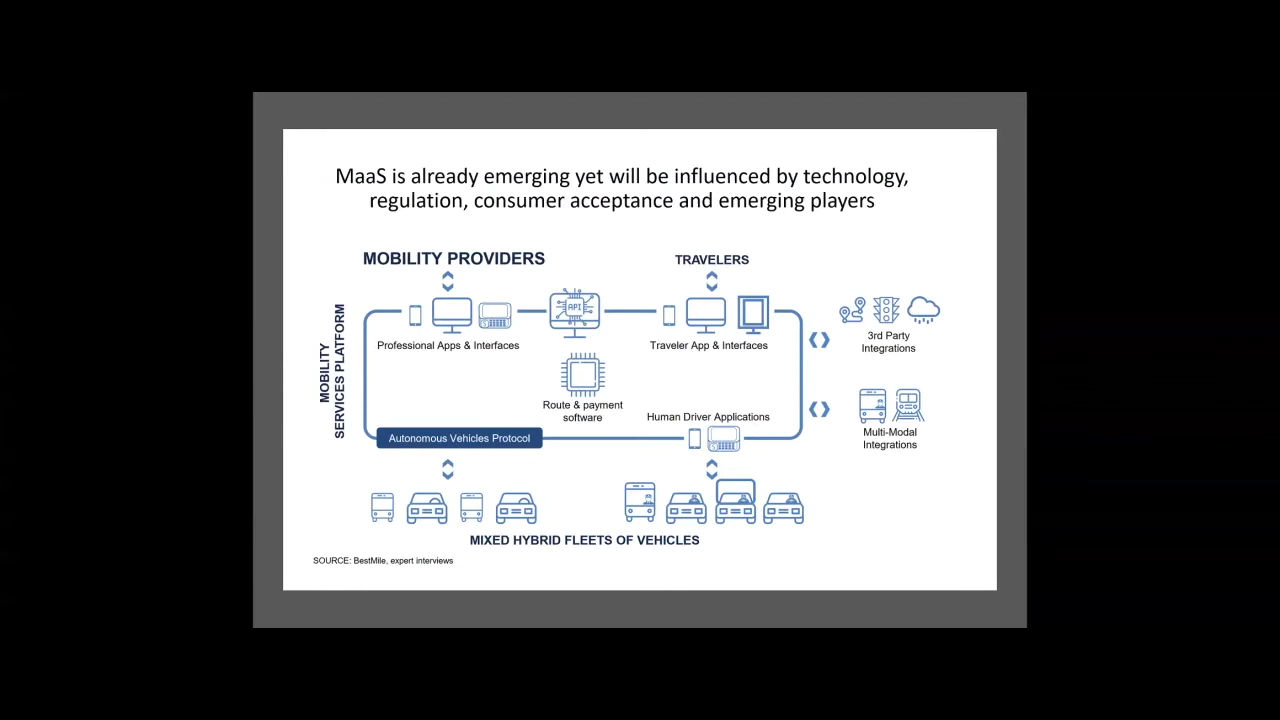 MaaS is already emerging yet will be influenced by technology,
regulation, consumer acceptance and emerging players
MOBILITY PROVIDERS
TRAVELERS
MOBILITY
SERVICES PLATFORM
API
Professional Apps & Interfaces
Traveler App & Interfaces
3rd Party
Integrations
Route & payment
software
Human Driver Applications
Autonomous Vehicles Protocol
Multi-Modal
Integrations
MIXED HYBRID FLEETS OF VEHICLES
SOURCE: BestMile, expert interviews